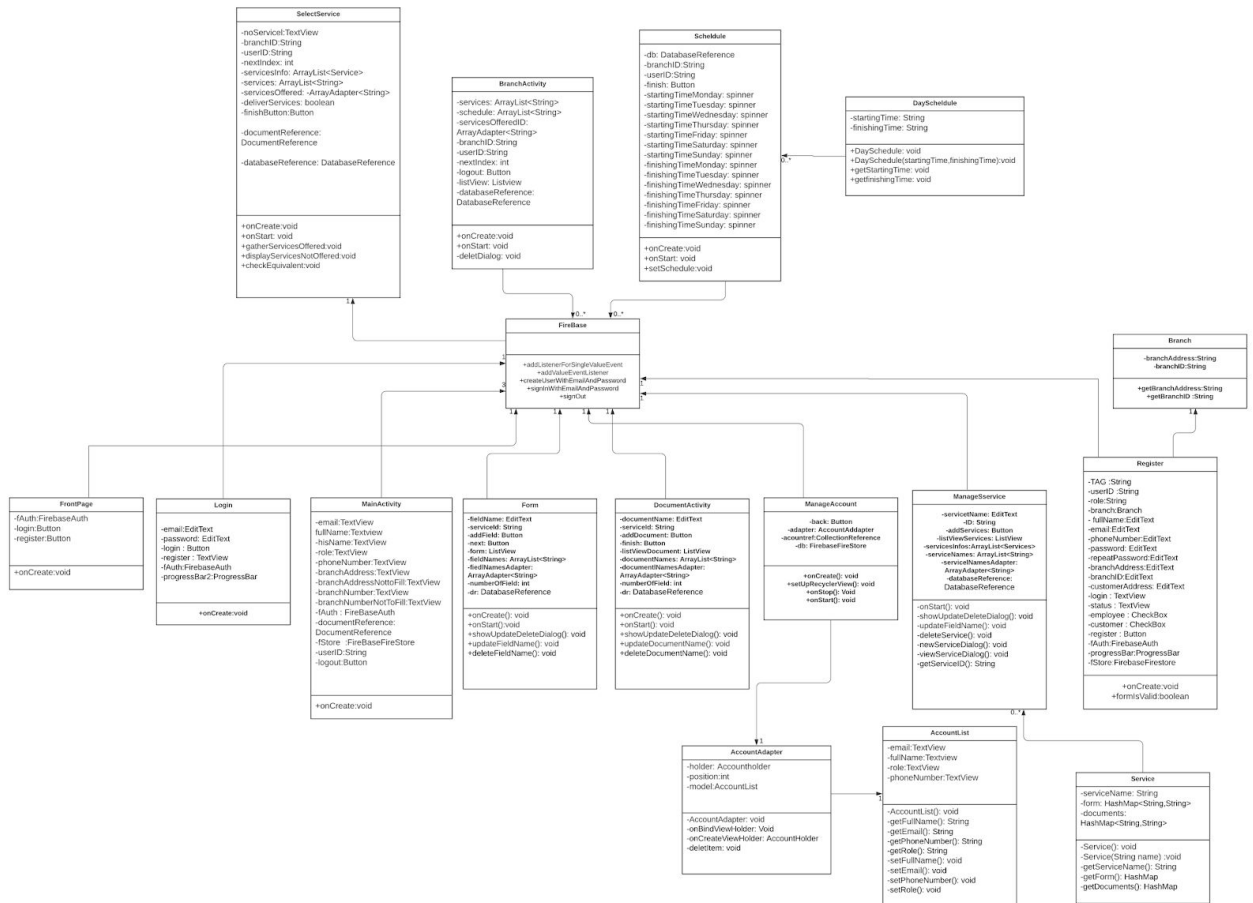 SelectService
-noServicel:TextView
-branchID:String
-userID:String
-nextIndex: int
-servicesInfo: ArrayList<Service>
-services: ArrayList<String>
-servicesOffered: -ArrayAdapter<String>
-deliverServices: boolean
-finishButton:Button
-documentReference:
DocumentReference
-databaseReference: DatabaseReference
+onCreate:void
+onStart: void
+gatherServicesOffered:void
+displayServicesNotOffered:void
+checkEquivalent:void
1
BranchActivity
-services: ArrayList<String>
-schedule: ArrayList<String>
-servicesOfferedID:
ArrayAdapter<String>
-branchID:String
-userID:String
-nextIndex: int
-logout: Button
-listView: Listview
-databaseReference:
DatabaseReference
+onCreate:void
+onStart: void
-deletDialog: void
0..*
Scheldule
-db: DatabaseReference
-branchID:String
-userID:String
-finish: Button
-startingTimeMonday: spinner
-startingTimeTuesday: spinner
-startingTimeWednesday: spinner
-startingTimeThursday: spinner
-startingTimeFriday: spinner
-startingTimeSaturday: spinner
-startingTimeSunday: spinner
-finishingTimeMonday: spinner
-finishingTimeTuesday: spinner
-finishingTimeWednesday: spinner
-finishingTimeThursday: spinner
-finishingTimeFriday: spinner
-finishingTimeSaturday: spinner
-finishingTimeSunday: spinner
+onCreate:void
+onStart: void
+setSchedule:void
0..*
0..*
DayScheldule
-startingTime: String
-finishingTime: String
+DaySchedule: void
+DaySchedule(startingTime,finishingTime):void
+getStartingTime: void
+getfinishingTime: void
FireBase
+addListenerForSingleValueEvent
+addValueEventListener
+createUserWithEmailAndPassword
+signInWithEmailAndPassword
+signOut
1
3
1
1
1
1
1
1
Branch
-branchAddress:String
-branchID:String
+getBranchAddress:String
+getBranchID :String
1
FrontPage
-fAuth:FirebaseAuth
-login:Button
-register:Button
+onCreate:void
Login
-email:EditText
-password: EditText
-login : Button
-register : TextView
-fAuth:FirebaseAuth
-progressBar2:ProgressBar
+onCreate:void
MainActivity
-email:TextView
fullName:TextView
-hisName:TextView
-role:TextView
-phoneNumber:TextView
-branchAddress:TextView
-branchAddressNottoFill:TextView
-branchNumber:TextView
-branchNumberNotToFill:TextView
-fAuth : FireBaseAuth
-documentReference:
DocumentReference
-fStore :FireBaseFireStore
-userID:String
-logout:Button
+onCreate:void
Form
-fieldName: EditText
-serviceId: String
-addField: Button
-next: Button
-form: ListView
-fieldNames: ArrayList<String>
-fiedlNamesAdapter:
ArrayAdapter<String>
-numberOfField: int
-dr: DatabaseReference
+onCreate(): void
+onStart():void
+showUpdateDeleteDialog(): void
+updateFieldName(): void
+deleteFieldName(): void
DocumentActivity
-documentName: EditText
-serviceId: String
-addDocument: Button
-finish: Button
-listViewDocument: ListView
-documentNames: ArrayList<String>
-documentlNamesAdapter:
ArrayAdapter<String>
-numberOfField: int
-dr: DatabaseReference
+onCreate(): void
+onStart(): void
+showUpdateDeleteDialog(): void
+updateDocumentName(): void
+deleteDocumentName(): void
ManageAccount
-back: Button
-adapter: AccountAddapter
-acountref:CollectionReference
-db: FirebaseFireStore
+onCreate(): void
+setUpRecyclerView(): void
+onStop(): Void
+onStart(): void
ManageSservice
-servicetName: EditText
-ID: String
-addServices: Button
-listViewServices: ListView
-servicesInfos:ArrayList<Services>
-serviceNames: ArrayList<String>
-servicelNamesAdapter:
ArrayAdapter<String>
-databaseReference:
DatabaseReference
-onStart(): void
-showUpdateDeleteDialog(): void
-updateFieldName(): void
-deleteService(): void
-newServiceDialog(): void
-viewServiceDialog(): void
-getServiceID(): String
0..*
Register
-TAG :String
-userID :String
-role:String
-branch:Branch
- fullName:EditText
-email:EditText
-phoneNumber:EditText
-password: EditText
-repeatPassword:EditText
-branchAddress:EditText
-branchID:EditText
-customerAddress: EditText
-login : TextView
-status : TextView
-employee : CheckBox
-customer : CheckBox
-register : Button
-fAuth:FirebaseAuth
-progressBar:ProgressBar
-fStore:FirebaseFirestore
+onCreate:void
+formIsValid:boolean
1
AccountAdapter
-holder: Accountholder
-position:int
-model:AccountList
-AccountAdapter: void
-onBindViewHolder: Void
-onCreateViewHolder: AccountHolder
-deletItem: void
1
AccountList
-email:TextView
-fullName:Textview
-role:TextView
-phoneNumber:TextView
-AccountList(): void
-getFullName(): String
-getEmail(): String
-getPhoneNumber(): String
-getRole(): String
-setFullName(): void
-setEmail(): void
-setPhoneNumber(): void
-setRole(): void
Service
-serviceName: String
-form: HashMap<String,String>
-documents:
HashMap<String,String>
-Service(): void
-Service(String name) :void
-getServiceName(): String
-getForm(): HashMap
-getDocuments(): HashMap